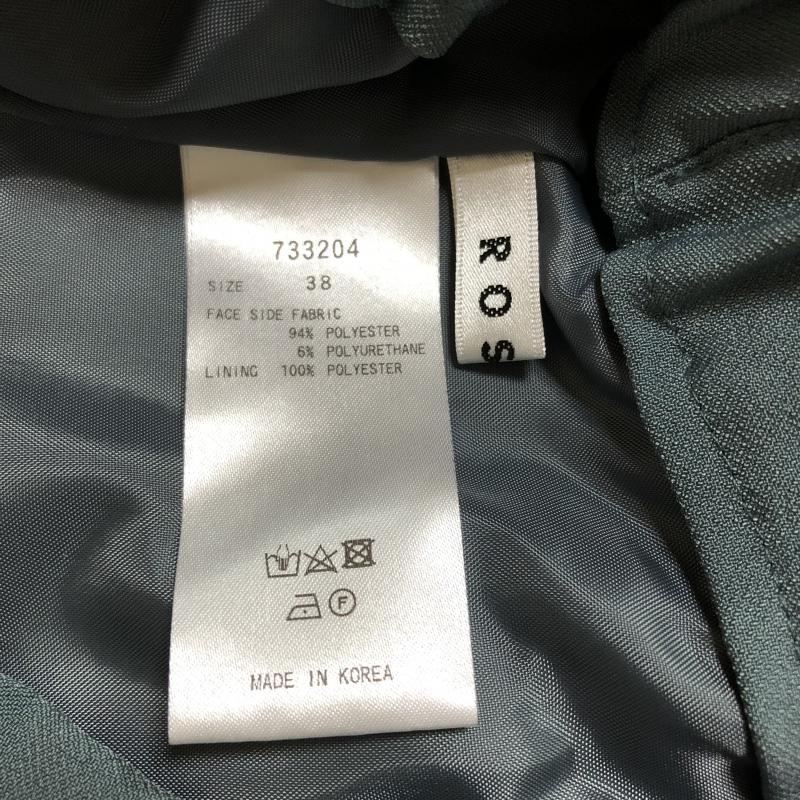 733204
SIZE 38
FACE SIDE FABRIC
94% POLYESTER
6% POLYURETHANE
LINING 100% POLYESTER
F
MADE IN KOREA
ROS